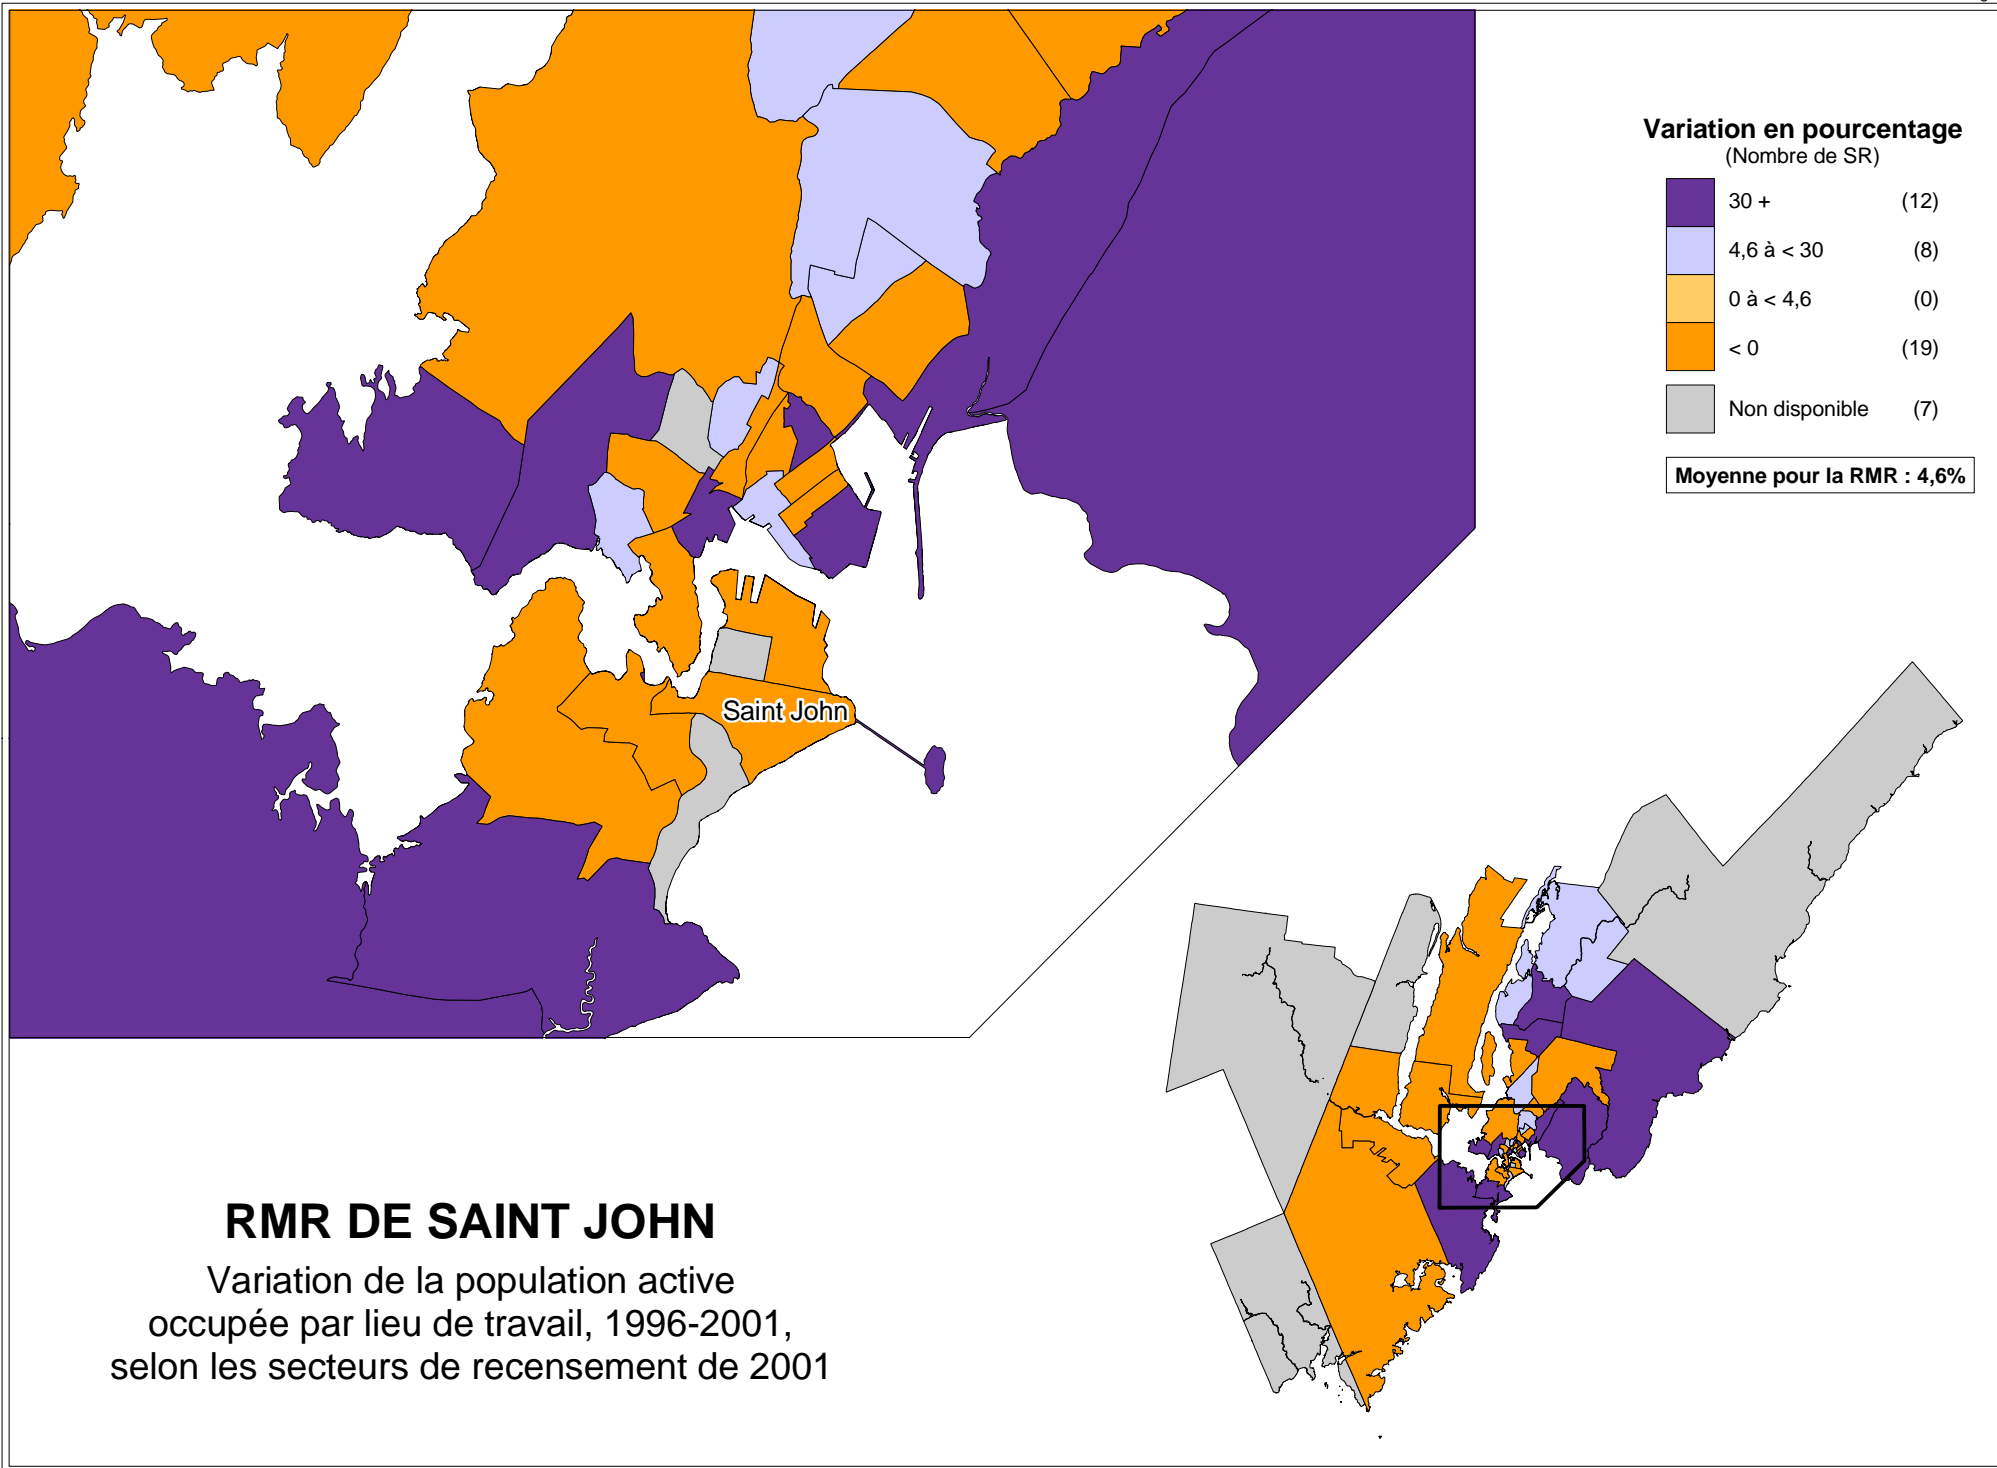 Variation en pourcentage
(Nombre de SR)
30 + (12)
4,6 à < 30 (8)
0 à < 4,6 (0)
< 0 (19)
Non disponible (7)
Moyenne pour la RMR : 4,6%
Saint John
RMR DE SAINT JOHN
Variation de la population active
occupée par lieu de travail, 1996-2001,
selon les secteurs de recensement de 2001